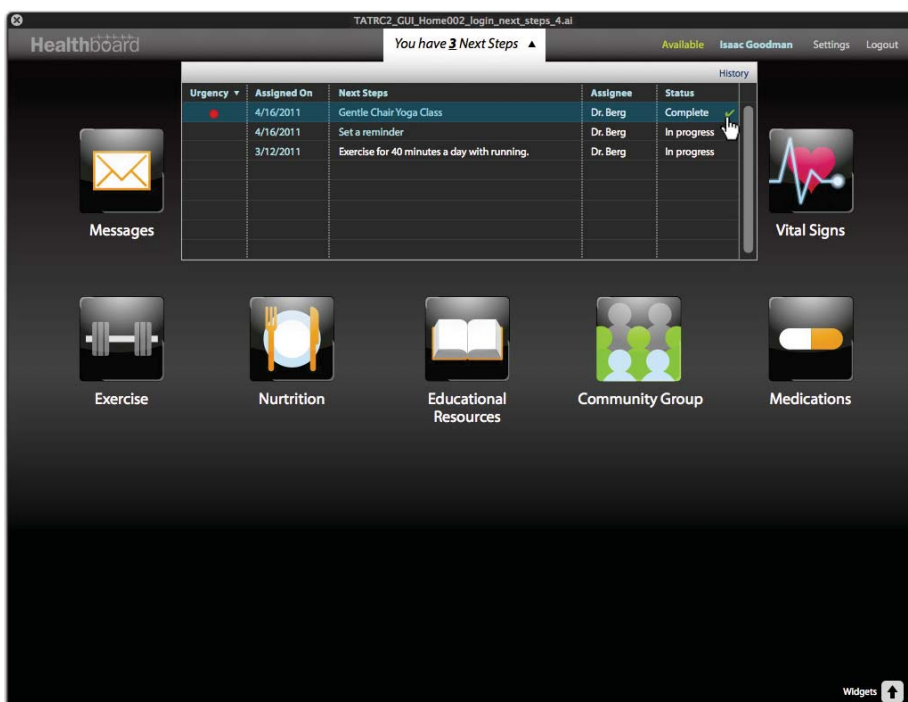 TATRC2_GUI_Home002_login_next_steps_4.ai
Healthboard
You have 3 Next Steps ▲
Available Isaac Goodman Settings Logout
History
Urgency ▼ Assigned On Next Steps Assignee Status
4/16/2011 Gentle Chair Yoga Class Dr. Berg Complete
4/16/2011 Set a reminder Dr. Berg In progress
3/12/2011 Exercise for 40 minutes a day with running. Dr. Berg In progress
Messages
Vital Signs
Exercise
Nurtrition
Educational
Resources
Community Group
Medications
Widgets